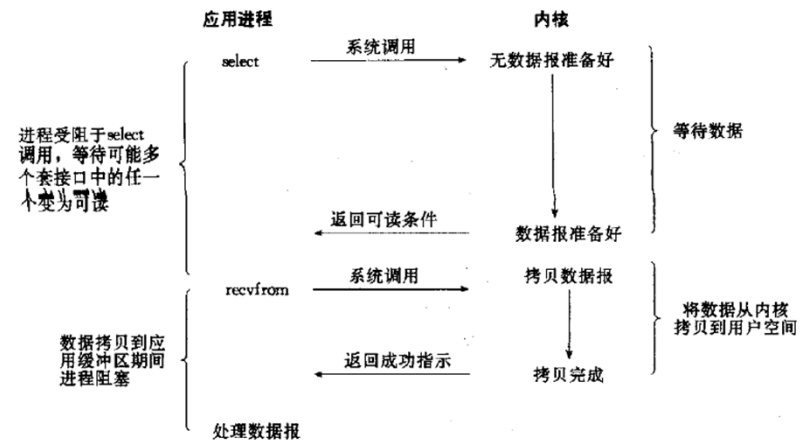 应用进程
内核
select
系统调用
无数据报准备好
进程受阻于select
调用，等待可能多
个套接口中的任一
个变为可读
等待数据
返回可读条件
数据报准备好
recvfrom
系统调用
拷贝数据报
数据拷贝到应
用缓冲区期间
进程阻塞
将数据从内核
拷贝到用户空间
返回成功指示
拷贝完成
处理数据报